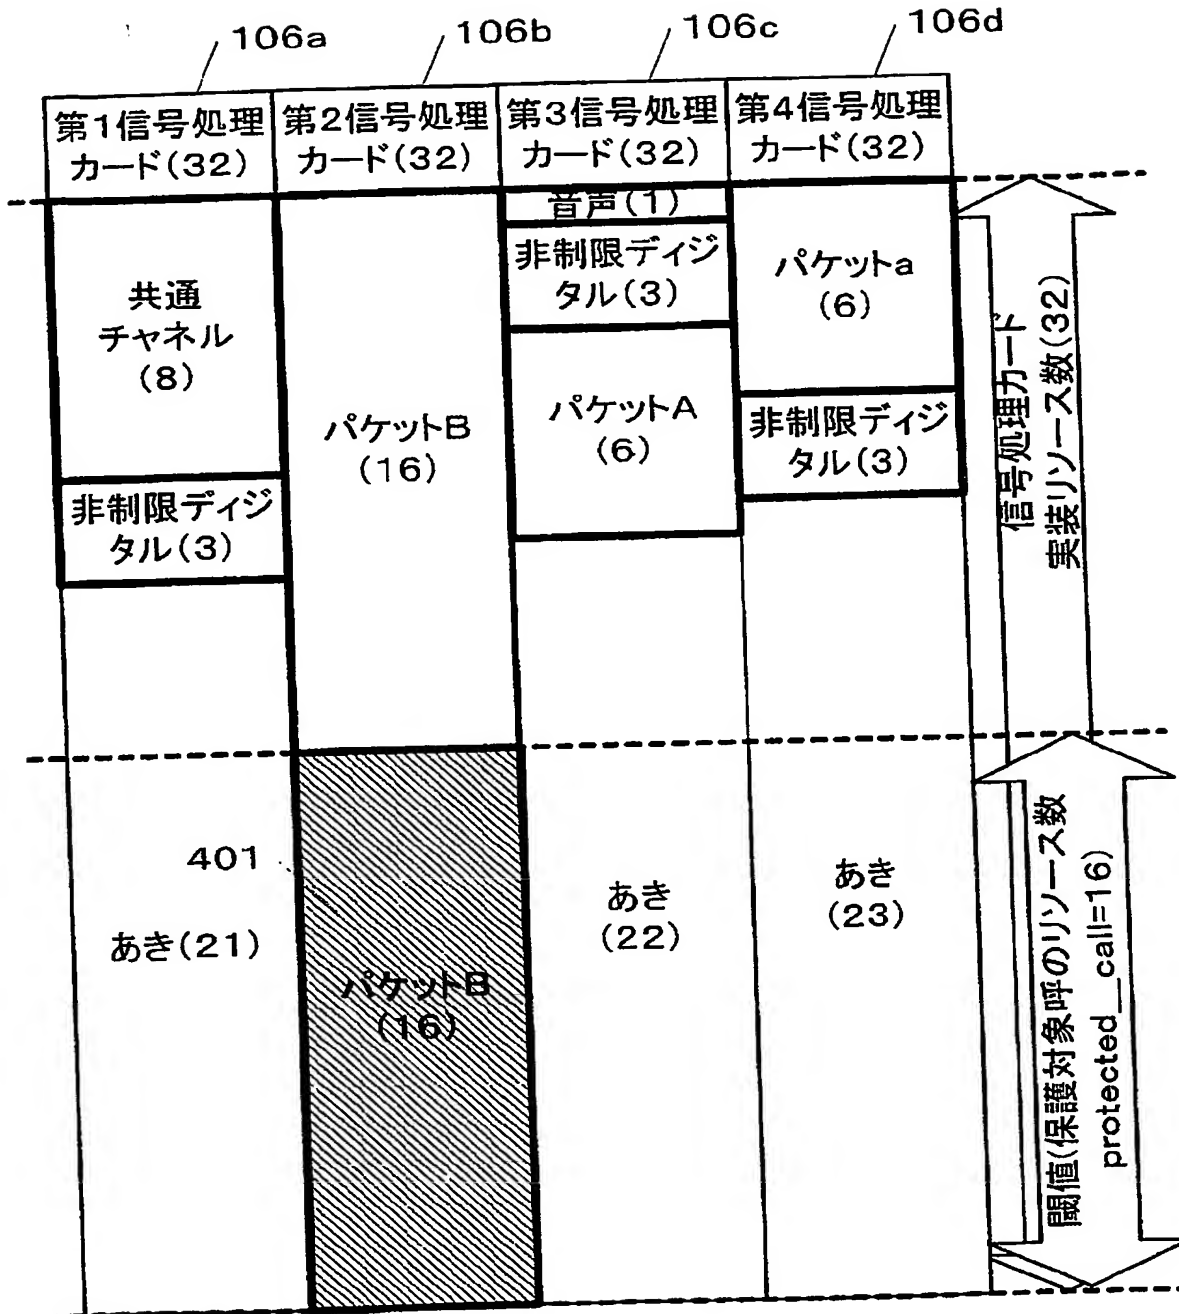 106a
106b
106c
106d
第1信号処理
カード(32)
第2信号処理
カード(32)
第3信号処理
カード(32)
第4信号処理
カード(32)
共通
チャネル
(8)
非制限ディジ
タル(3)
401
あき(21)
パケットB
(16)
パケットB
(16)
音声(1)
非制限ディジ
タル(3)
パケットA
(6)
あき
(22)
パケットa
(6)
非制限ディジ
タル(3)
あき
(23)
信号処理カード
実装リソース数(32)
閾値(保護対象呼のリソース数
protected_call=16)